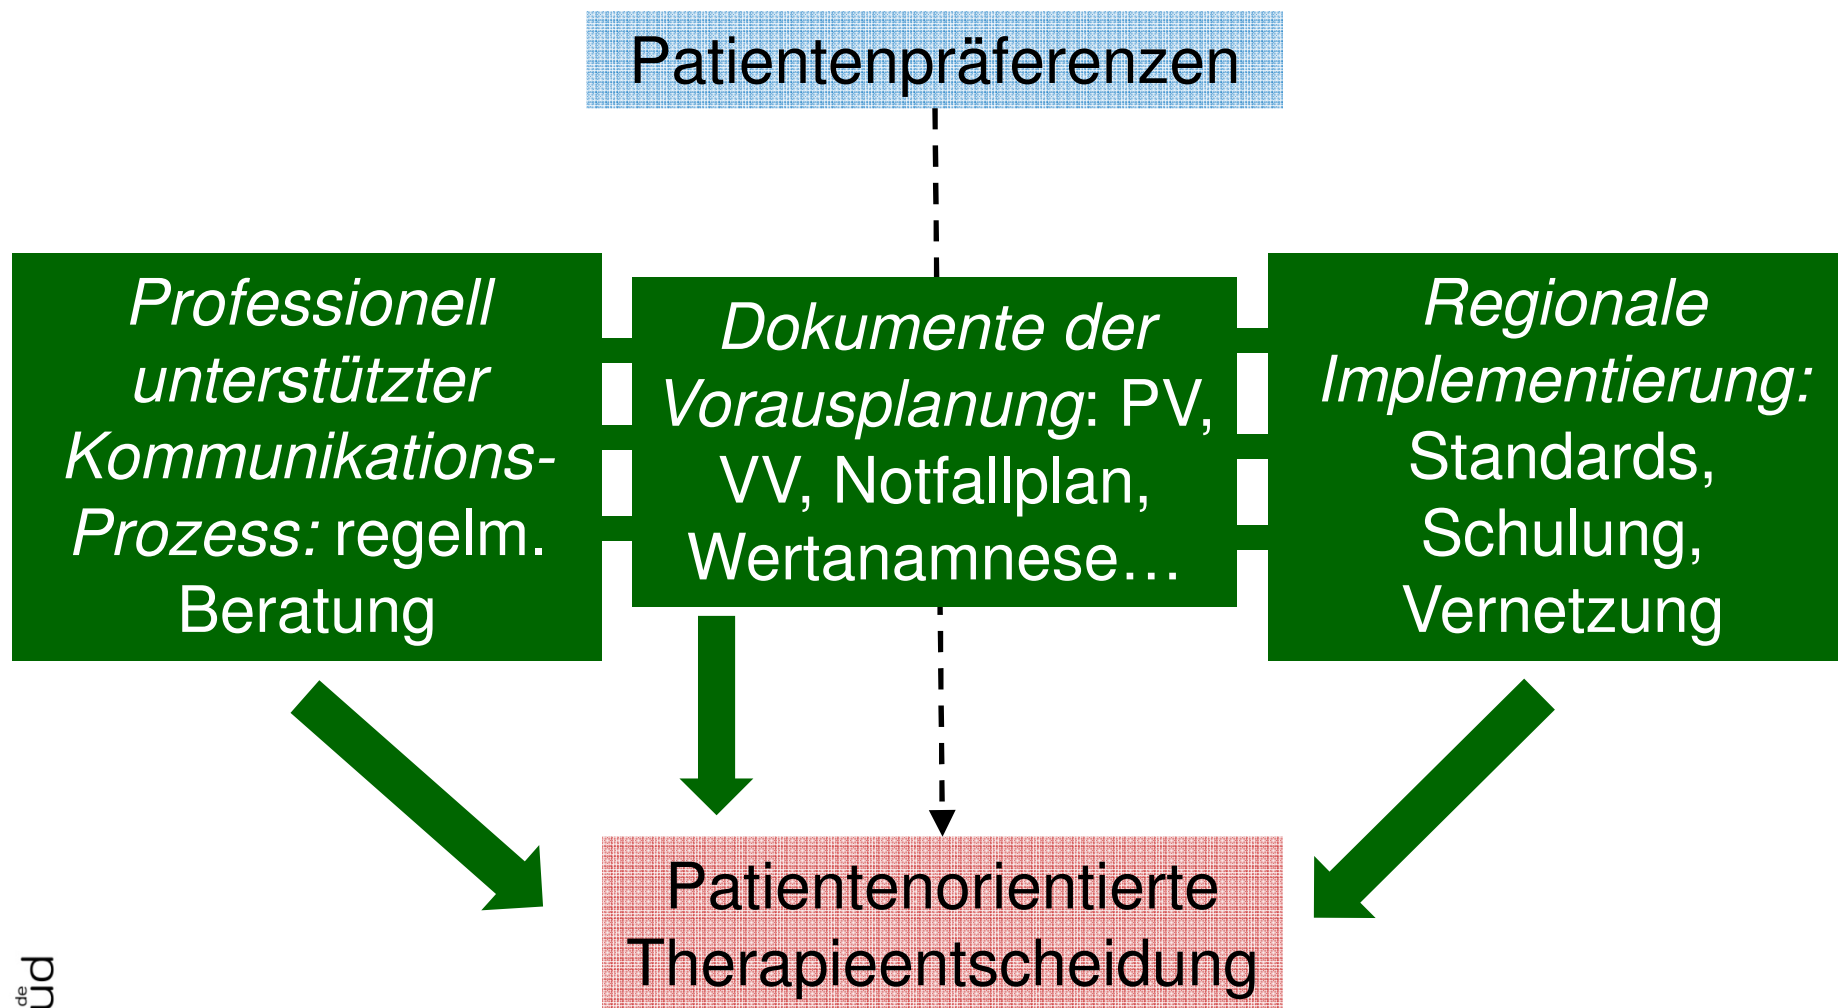 Patientenpräferenzen
Professionell
unterstützter
Kommunikations-
Prozess: regelm.
Beratung
Dokumente der
Vorausplanung: PV,
VV, Notfallplan,
Wertanamnese…
Regionale
Implementierung:
Standards,
Schulung,
Vernetzung
Patientenorientierte
Therapieentscheidung